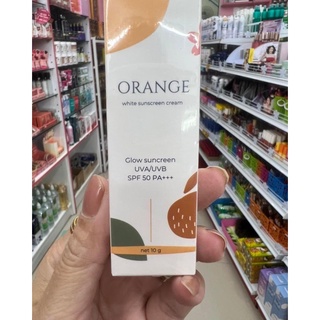 ORANGE
white sunscreen cream
Glow suncreen
UVA/UVB
SPF 50 PA+++
net 10 g